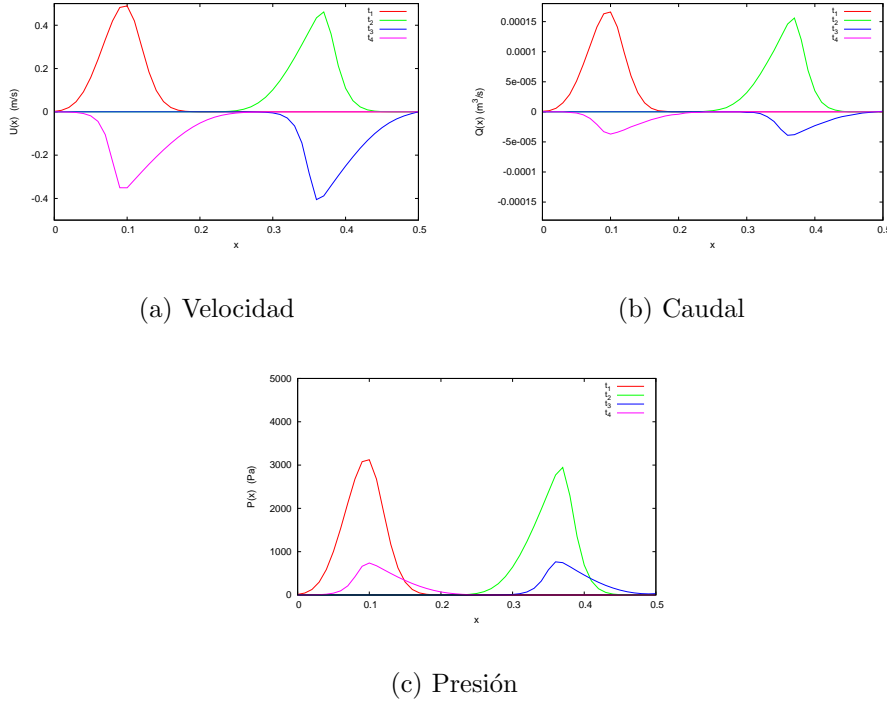 U(x) (m/s)
0.4
0.2
0
-0.2
-0.4
0
0.1
0.2
0.3
0.4
0.5
x
t1
t2
t3
t4
(a) Velocidad
Q(x) (m3/s)
0.00015
0.0001
5e-005
0
-5e-005
-0.0001
-0.00015
0
0.1
0.2
0.3
0.4
0.5
x
t1
t2
t3
t4
(b) Caudal
P(x) (Pa)
5000
4000
3000
2000
1000
0
0
0.1
0.2
0.3
0.4
0.5
x
t1
t2
t3
t4
(c) Presión